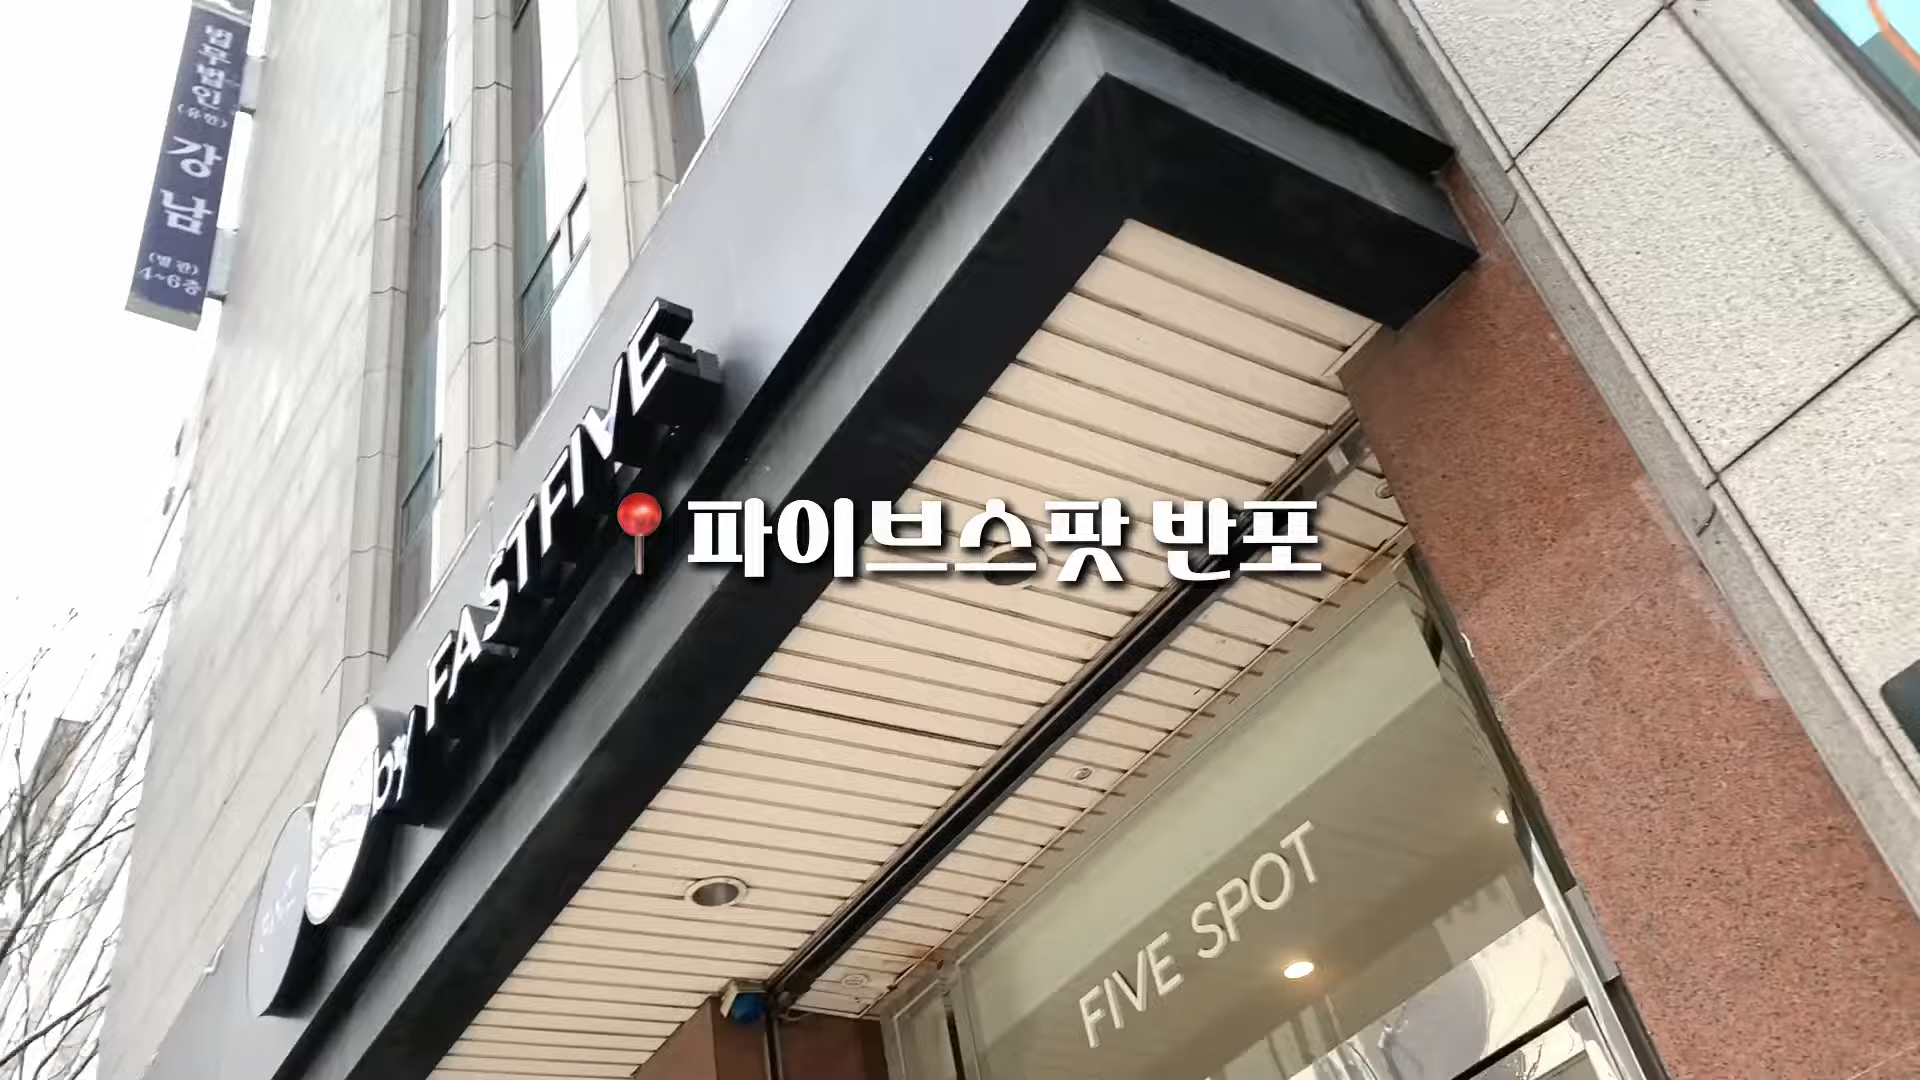 법무법인
(유한)
강남
(별관)
4~6층
by FASTFIVE
📍파이브스팟 반포
FIVE SPOT